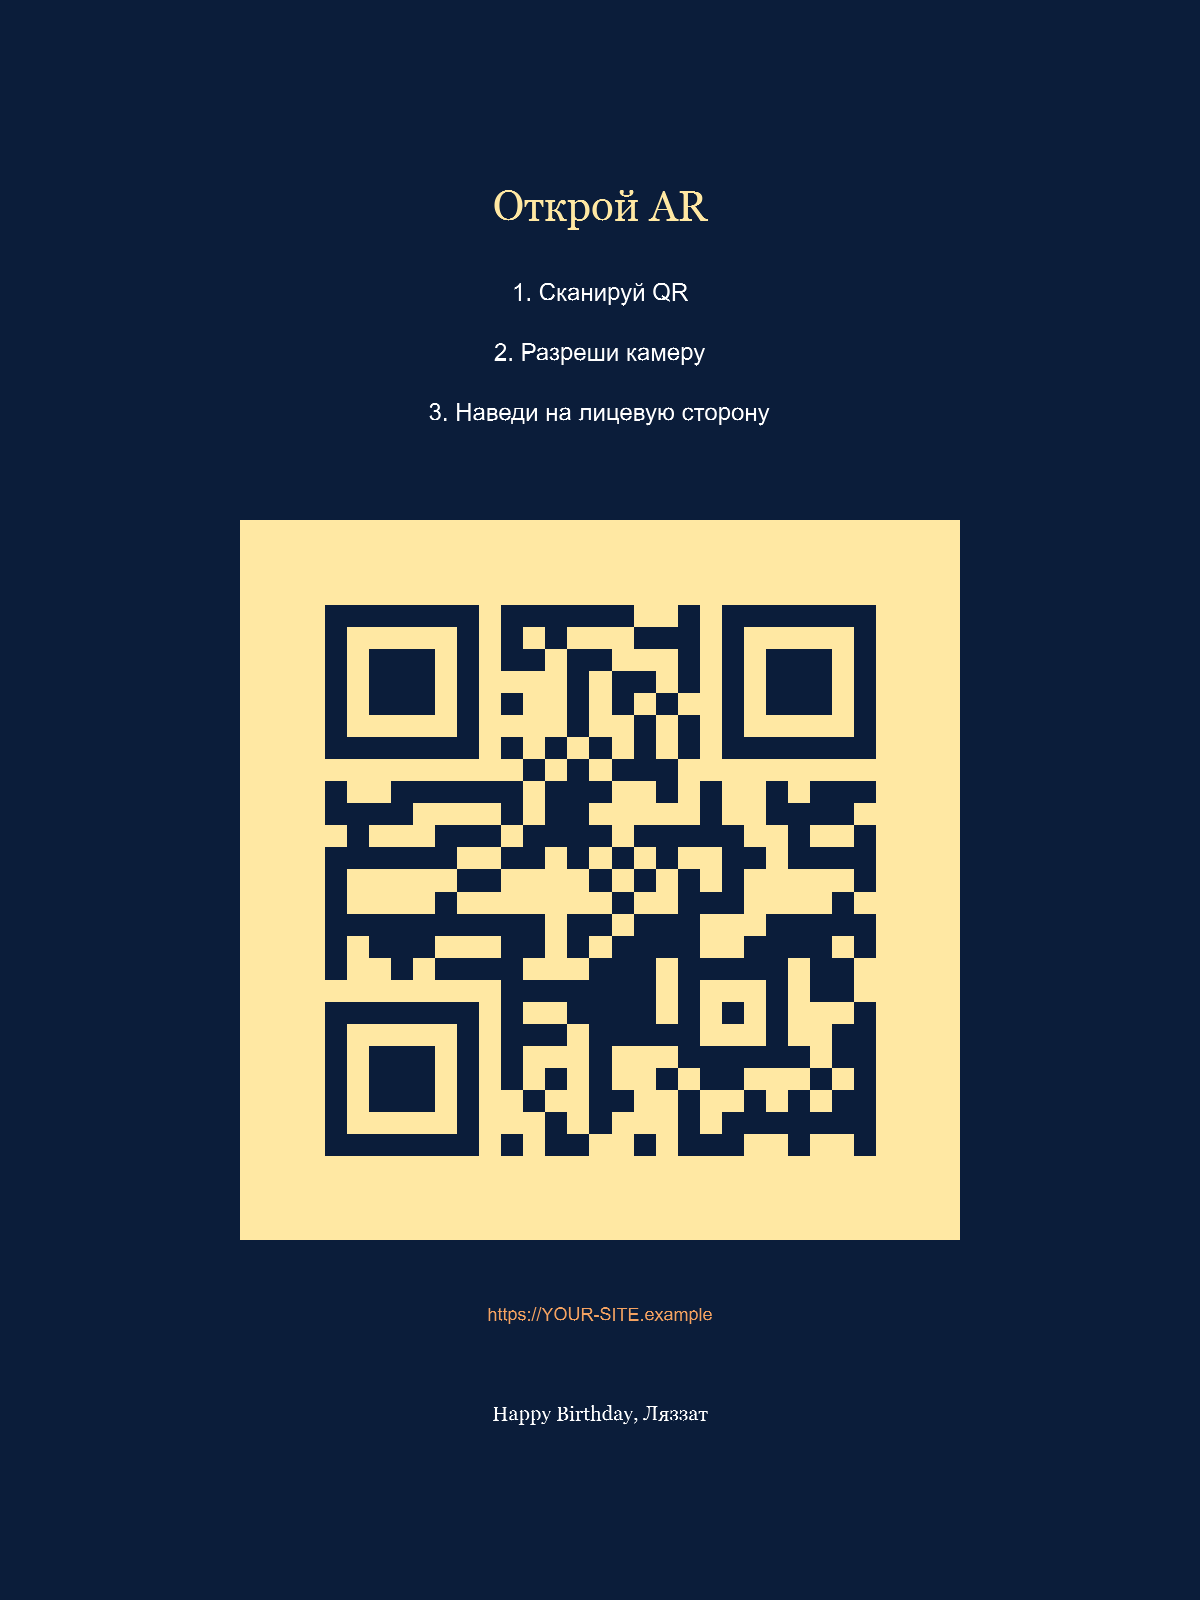 Открой AR
1. Сканируй QR
2. Разреши камеру
3. Наведи на лицевую сторону
https://YOUR-SITE.example
Happy Birthday, Ляззат